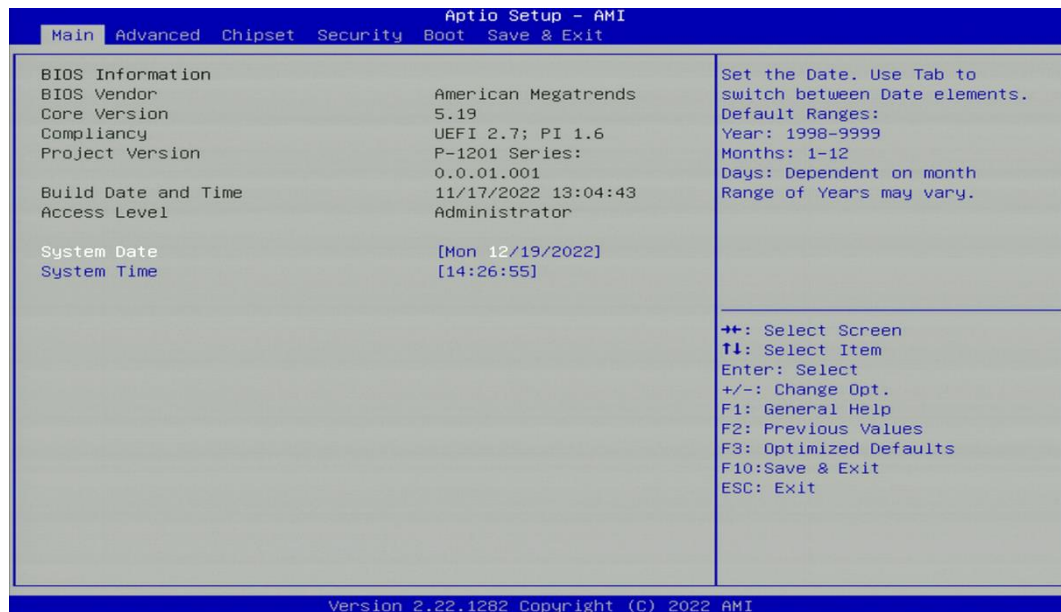 Aptio Setup – AMI
Main Advanced Chipset Security Boot Save & Exit
BIOS Information
BIOS Vendor American Megatrends
Core Version 5.19
Compliancy UEFI 2.7; PI 1.6
Project Version P-1201 Series:
0.0.01.001
Build Date and Time 11/17/2022 13:04:43
Access Level Administrator
System Date [Mon 12/19/2022]
System Time [14:26:55]
Set the Date. Use Tab to
switch between Date elements.
Default Ranges:
Year: 1998-9999
Months: 1-12
Days: Dependent on month
Range of Years may vary.
→←: Select Screen
↑↓: Select Item
Enter: Select
+/-: Change Opt.
F1: General Help
F2: Previous Values
F3: Optimized Defaults
F10:Save & Exit
ESC: Exit
Version 2.22.1282 Copyright (C) 2022 AMI